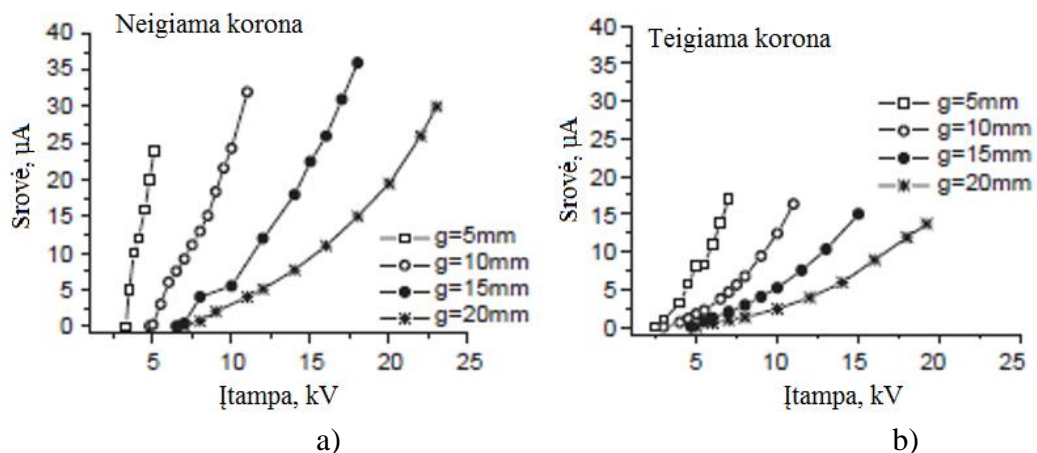 Neigiama korona
40
35
30
25
20
15
10
5
0
Srovė, µA
g=5mm
g=10mm
g=15mm
g=20mm
5 10 15 20 25
Įtampa, kV
a)
Teigiama korona
40
35
30
25
20
15
10
5
0
Srovė, µA
g=5mm
g=10mm
g=15mm
g=20mm
5 10 15 20 25
Įtampa, kV
b)